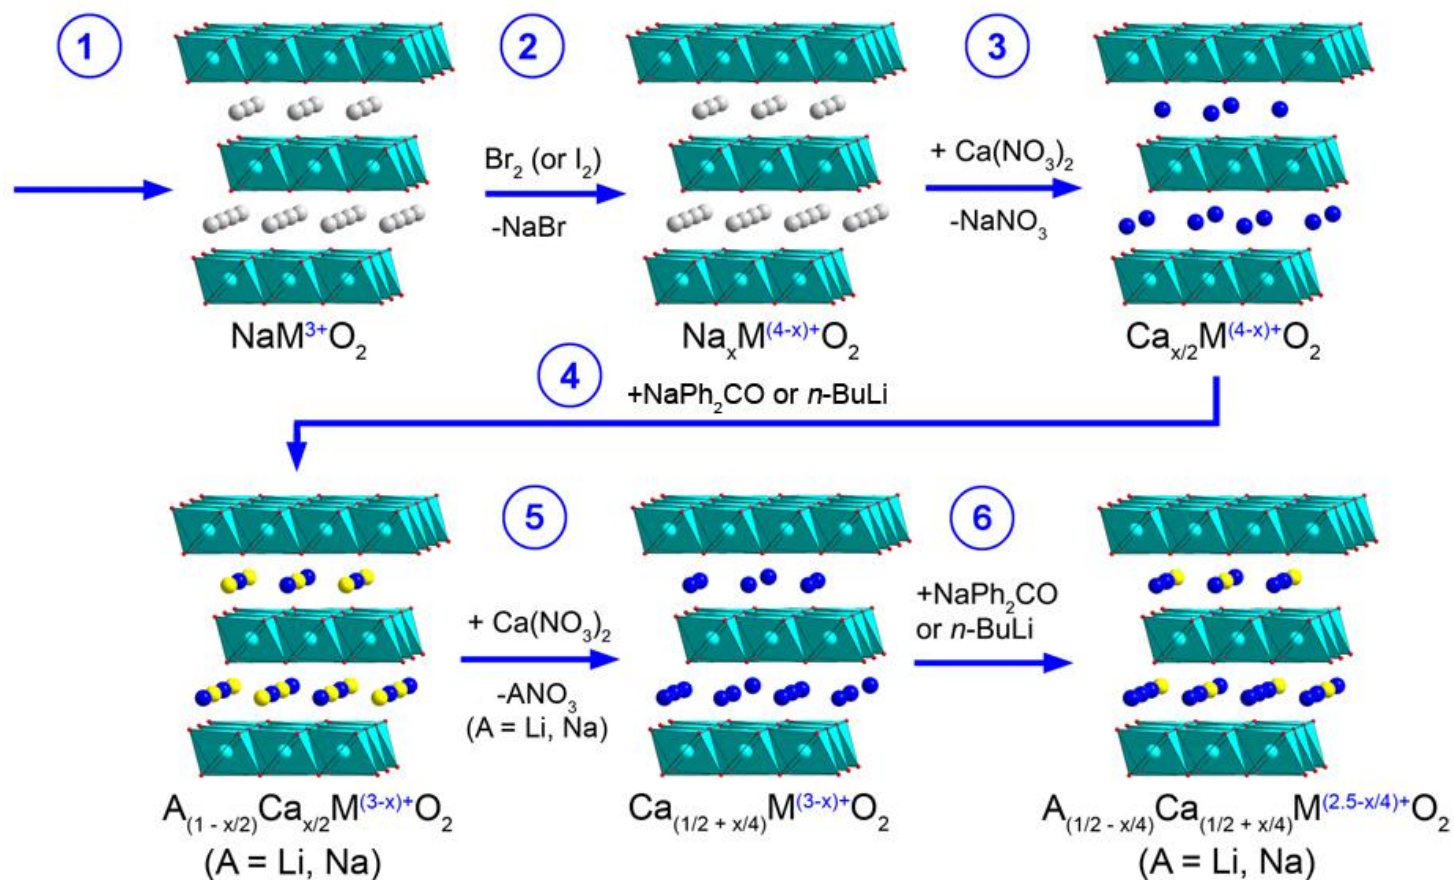 1
2
3
Br₂ (or I₂)
-NaBr
+ Ca(NO₃)₂
-NaNO₃
NaM³⁺O₂
NaₓM⁽⁴⁻ˣ⁾⁺O₂
Caₓ/₂M⁽⁴⁻ˣ⁾⁺O₂
4
+NaPh₂CO or n-BuLi
5
6
+ Ca(NO₃)₂
-ANO₃
(A = Li, Na)
+NaPh₂CO
or n-BuLi
A₍₁ ₋ ₓ/₂₎Caₓ/₂M⁽³⁻ˣ⁾⁺O₂
(A = Li, Na)
Ca₍₁/₂ ₊ ₓ/₄₎M⁽³⁻ˣ⁾⁺O₂
A₍₁/₂ ₋ ₓ/₄₎Ca₍₁/₂ ₊ ₓ/₄₎M⁽²·⁵⁻ˣ/⁴⁾⁺O₂
(A = Li, Na)